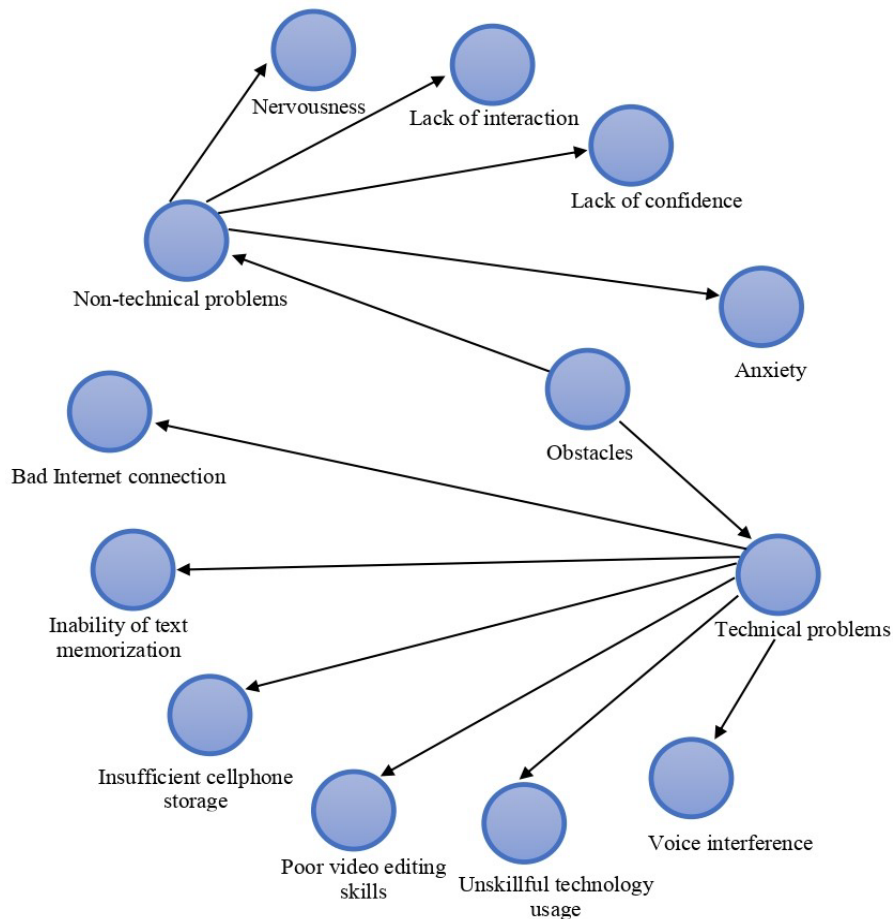 Nervousness
Lack of interaction
Lack of confidence
Non-technical problems
Anxiety
Obstacles
Bad Internet connection
Inability of text
memorization
Technical problems
Insufficient cellphone
storage
Voice interference
Poor video editing
skills
Unskillful technology
usage